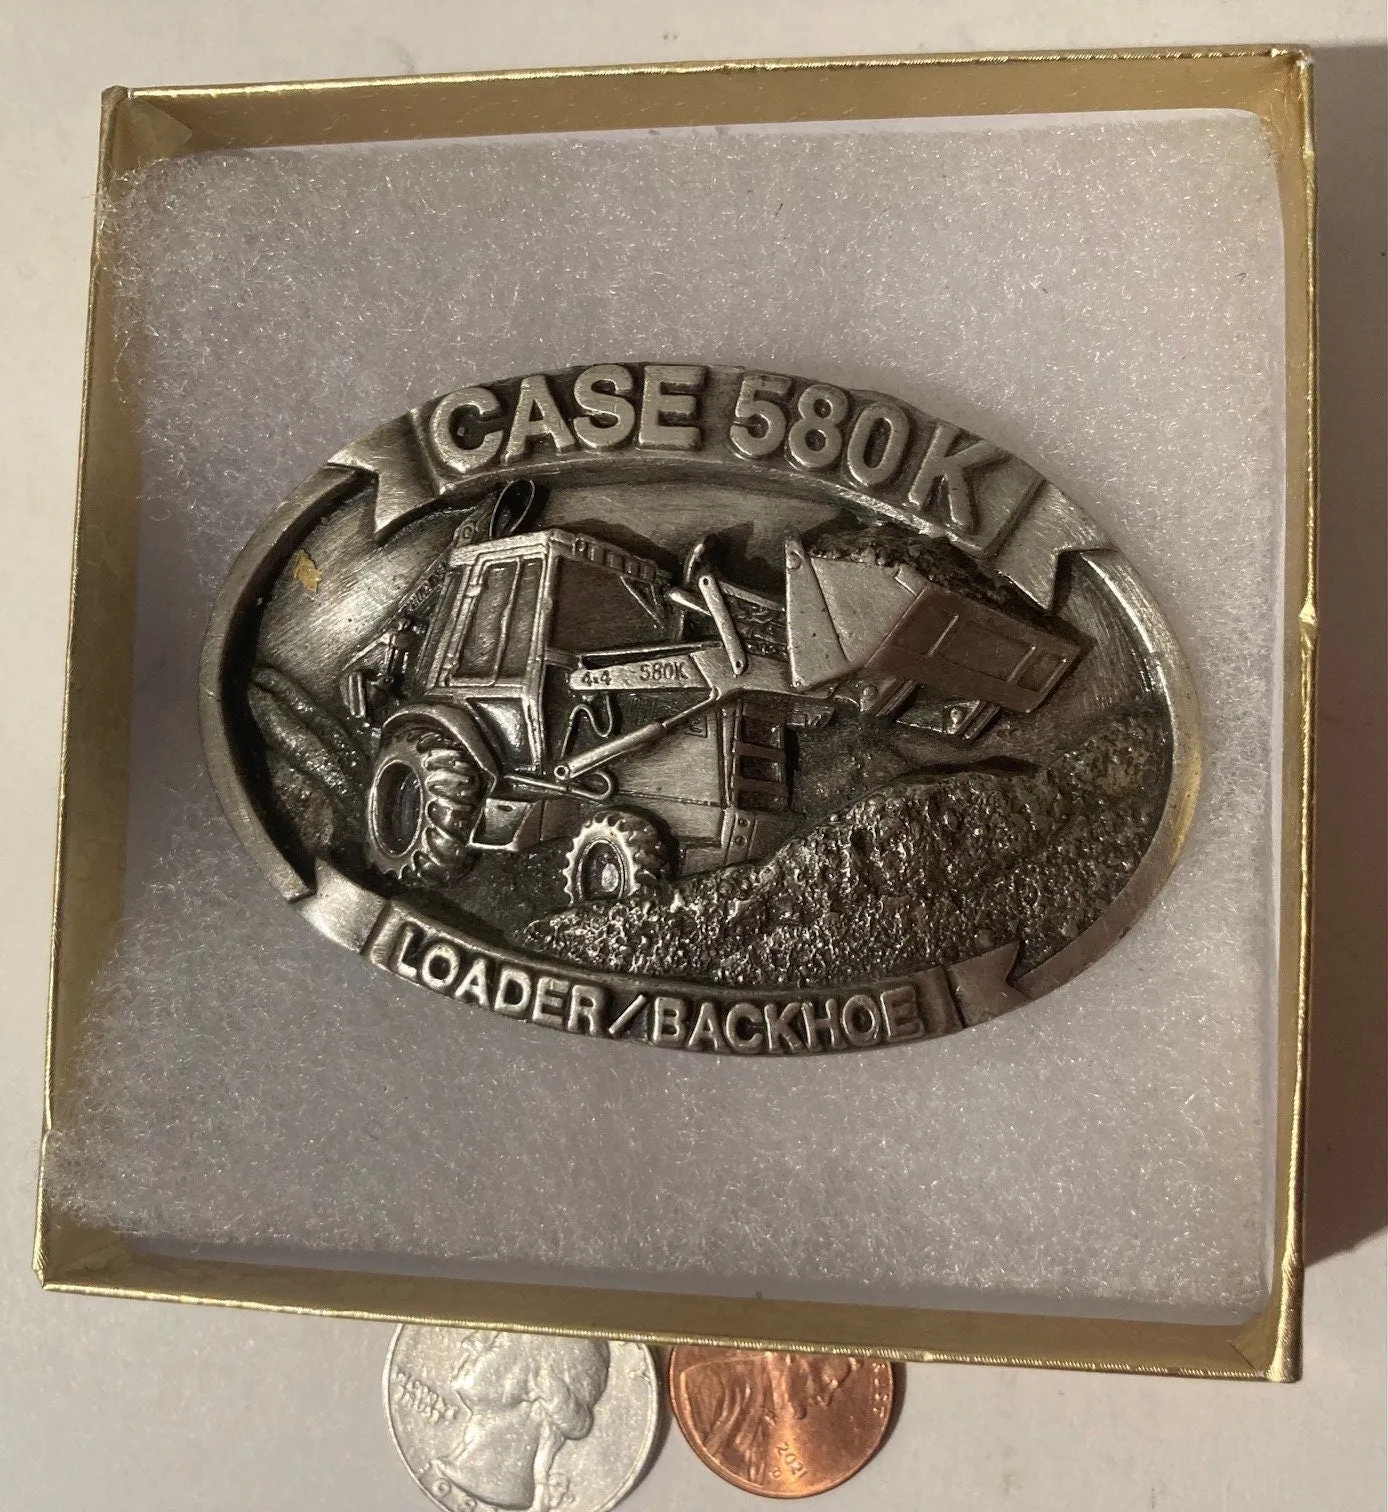 CASE 580K
4x4 580K
LOADER/BACKHOE
2021
D